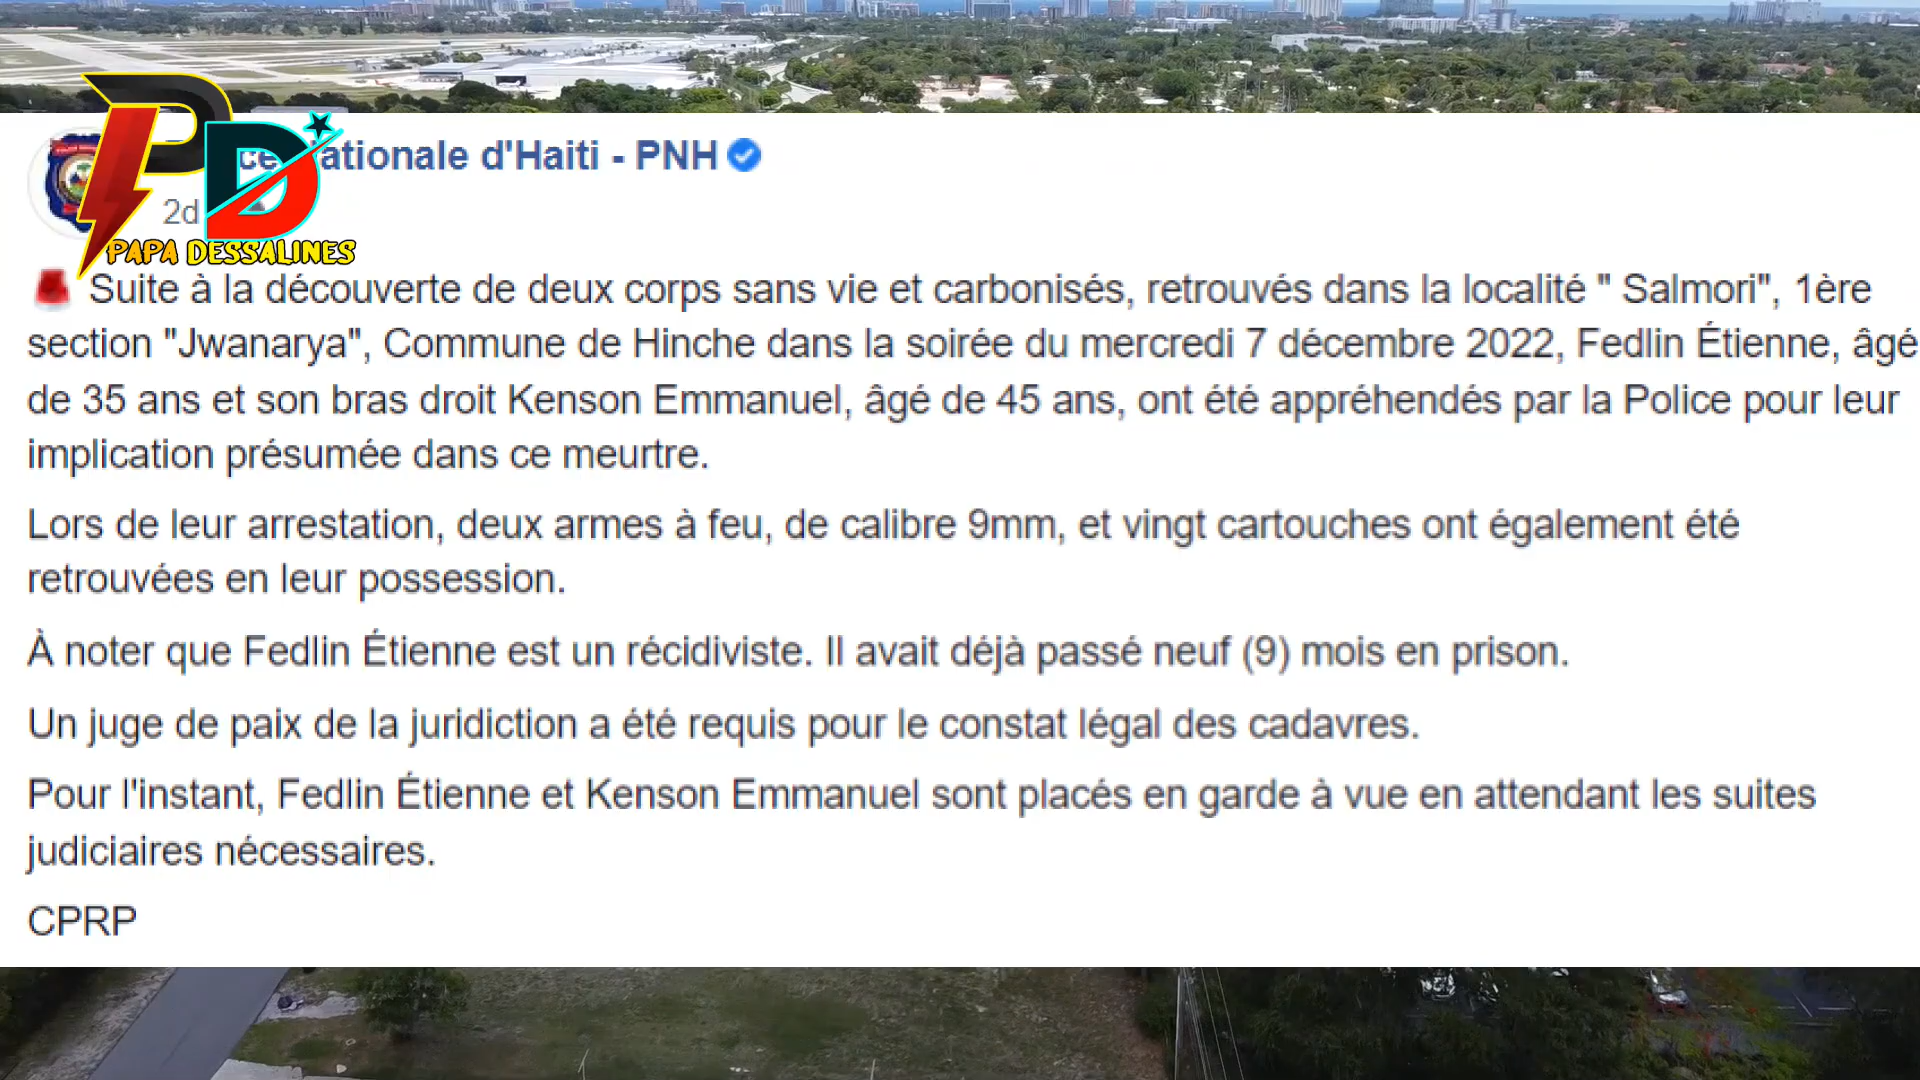 PD
PAPA DESSALINES
ce Nationale d'Haiti - PNH
2d
Suite à la découverte de deux corps sans vie et carbonisés, retrouvés dans la localité " Salmori", 1ère
section "Jwanarya", Commune de Hinche dans la soirée du mercredi 7 décembre 2022, Fedlin Étienne, âgé
de 35 ans et son bras droit Kenson Emmanuel, âgé de 45 ans, ont été appréhendés par la Police pour leur
implication présumée dans ce meurtre.
Lors de leur arrestation, deux armes à feu, de calibre 9mm, et vingt cartouches ont également été
retrouvées en leur possession.
À noter que Fedlin Étienne est un récidiviste. Il avait déjà passé neuf (9) mois en prison.
Un juge de paix de la juridiction a été requis pour le constat légal des cadavres.
Pour l'instant, Fedlin Étienne et Kenson Emmanuel sont placés en garde à vue en attendant les suites
judiciaires nécessaires.
CPRP